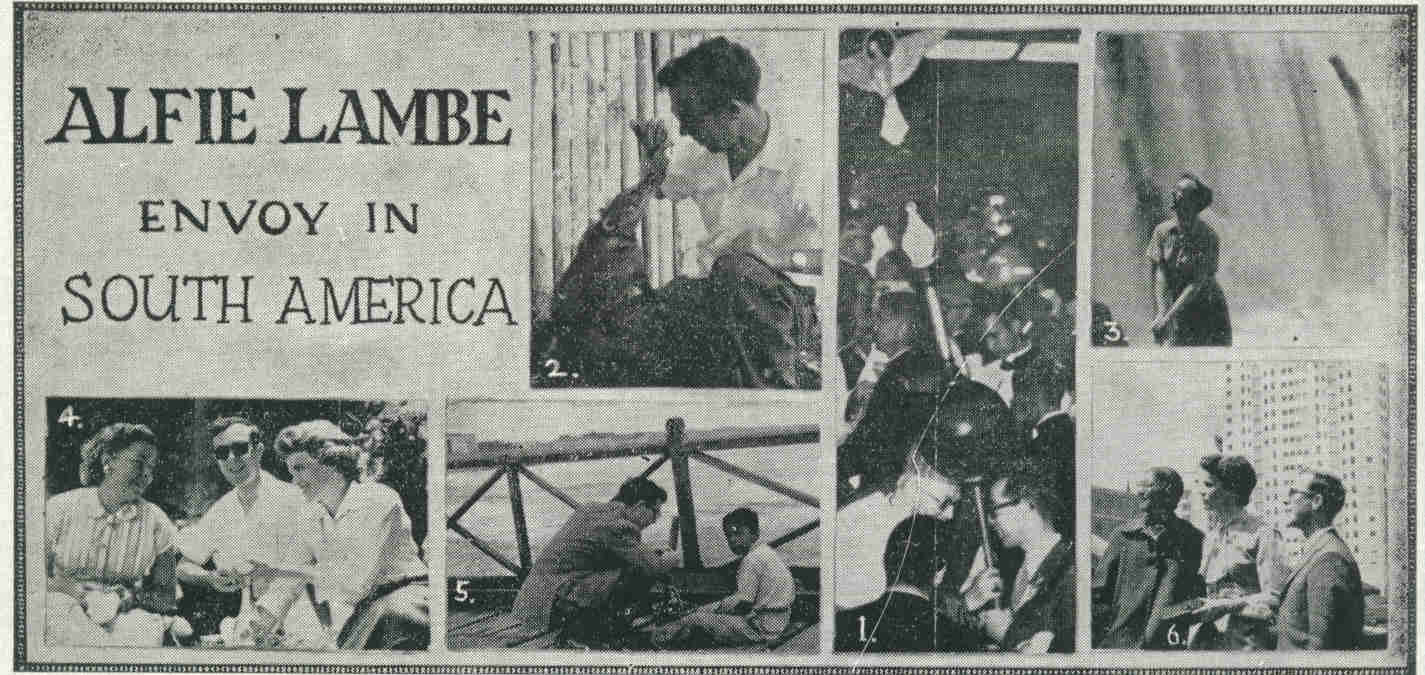 ALFIE LAMBE
ENVOY IN
SOUTH AMERICA
2.
3.
4.
5.
1.
6.